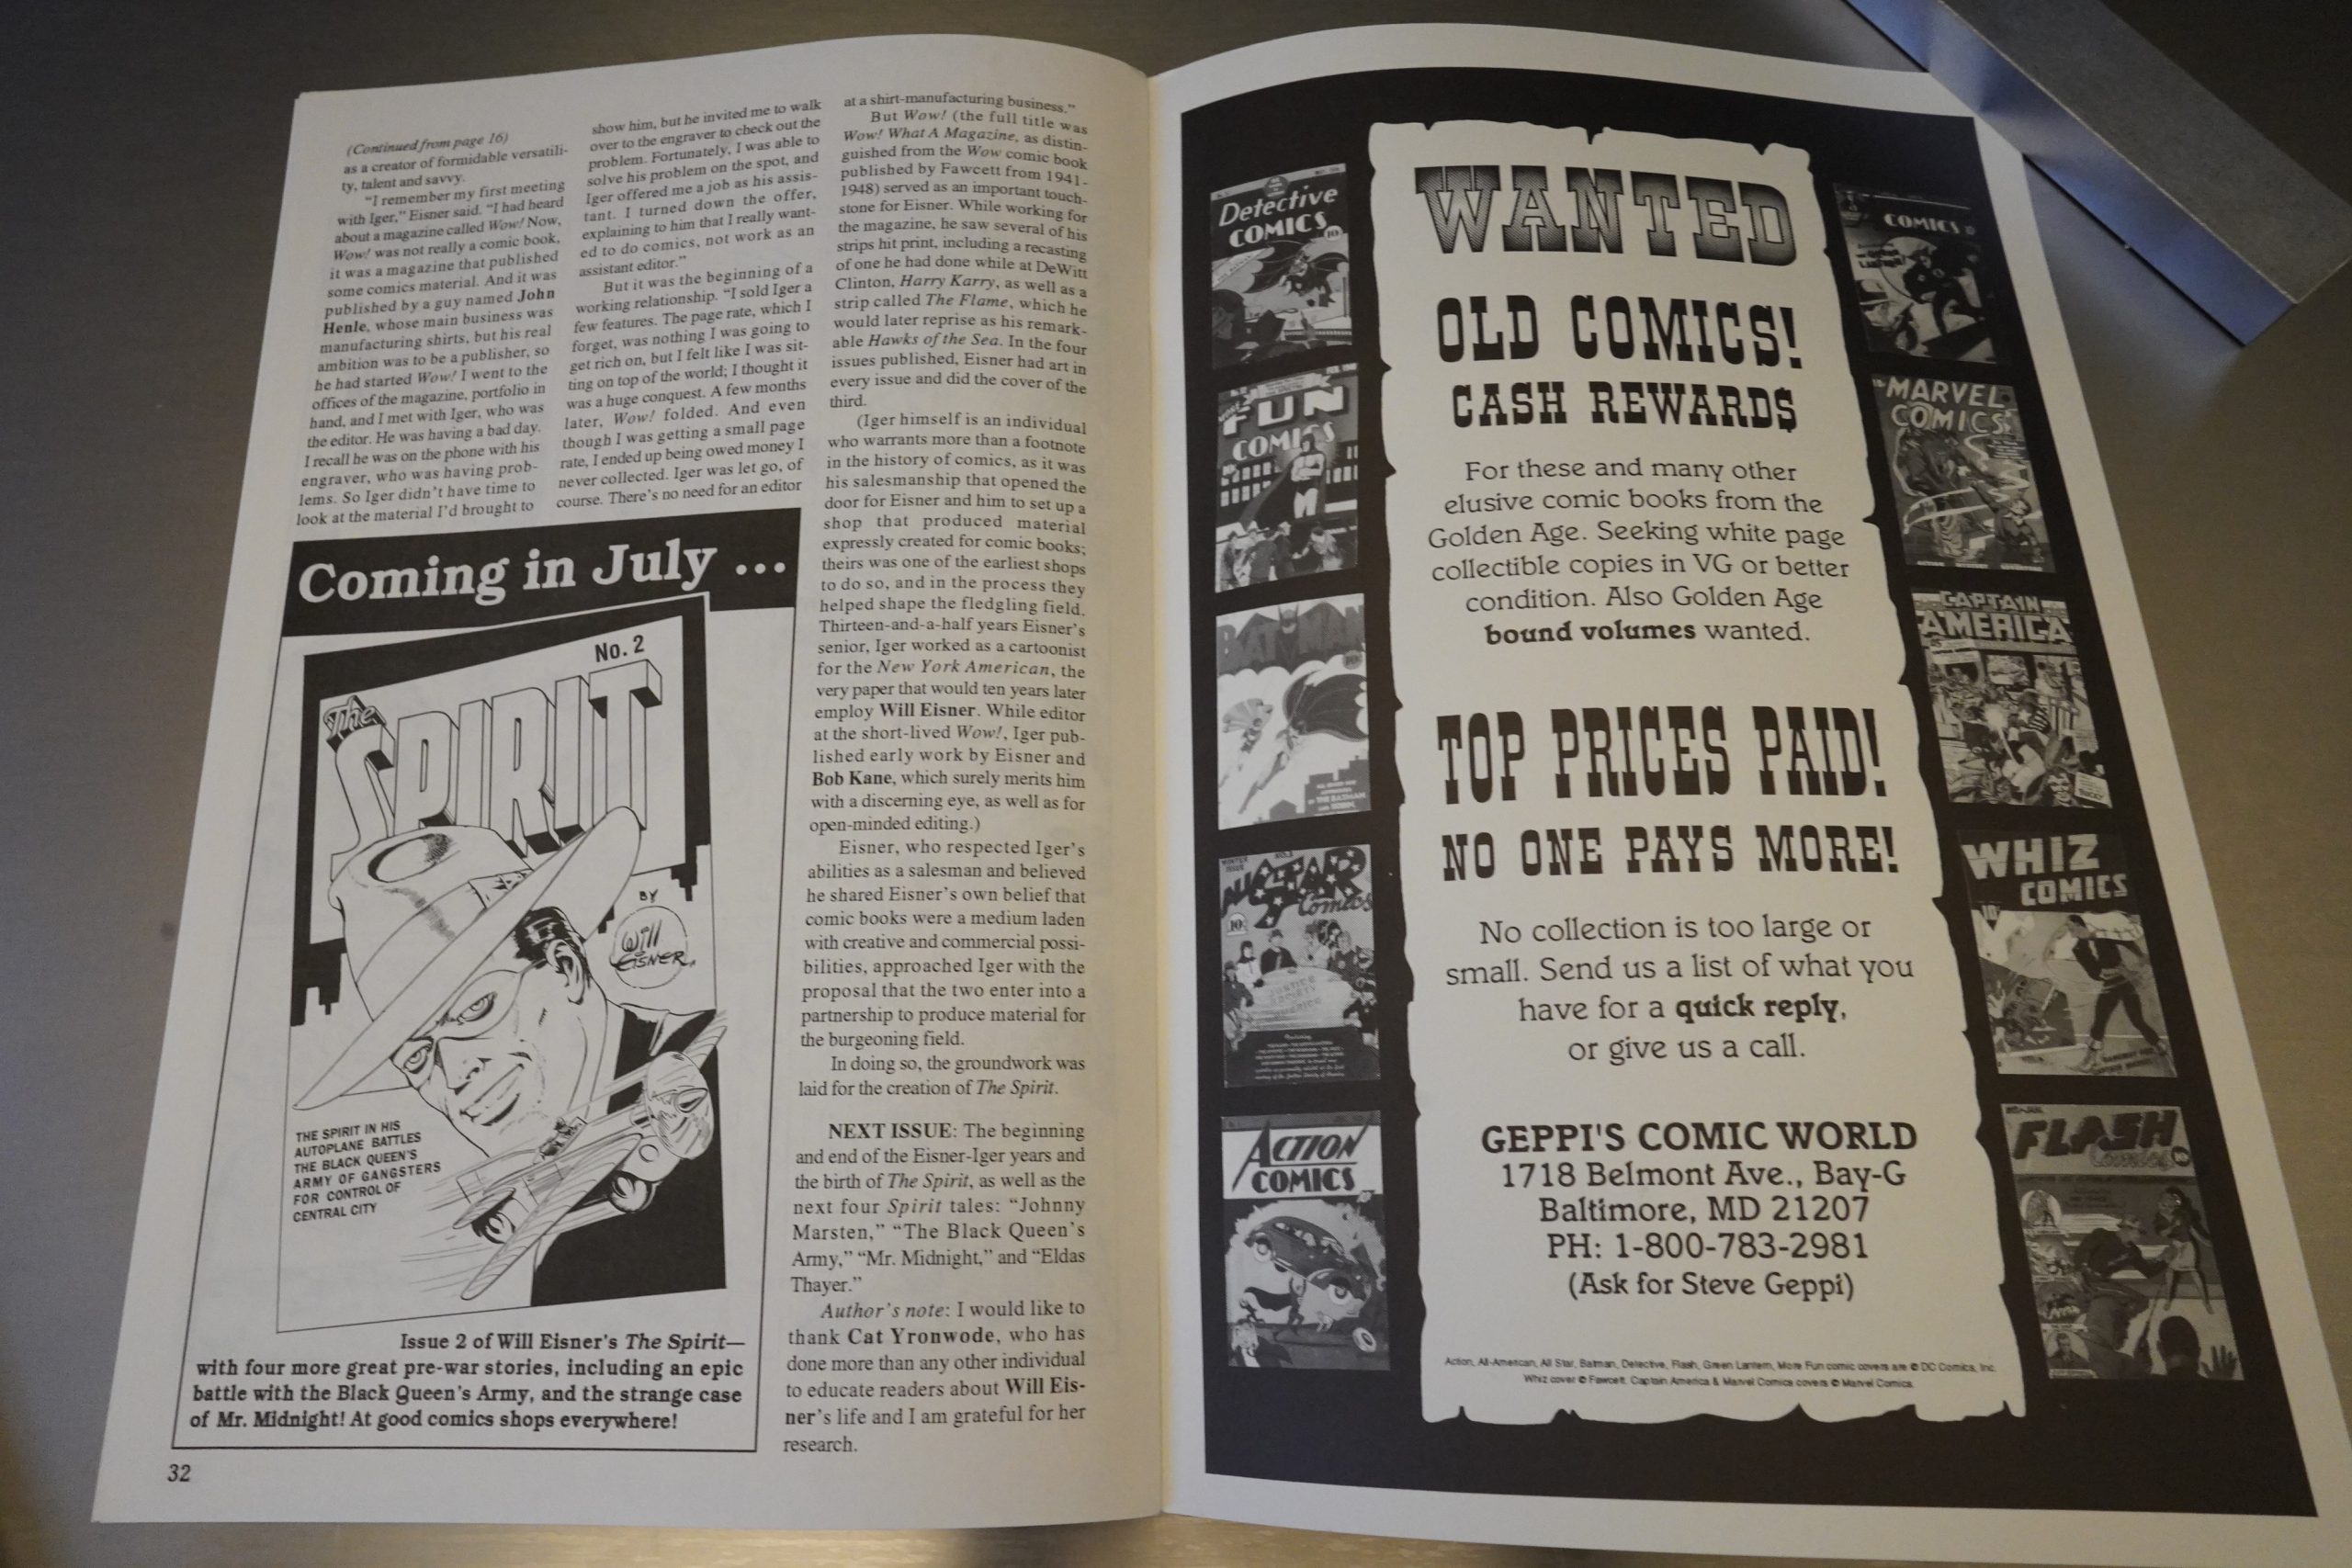 (Continued from page 16)
as a creator of formidable versatili-
ty, talent and savvy.
"I remember my first meeting
with Iger," Eisner said. "I had heard
about a magazine called Wow! Now,
Wow! was not really a comic book,
it was a magazine that published
some comics material. And it was
published by a guy named John
Henle, whose main business was
manufacturing shirts, but his real
ambition was to be a publisher, so
he had started Wow! I went to the
offices of the magazine, portfolio in
hand, and I met with Iger, who was
the editor. He was having a bad day.
I recall he was on the phone with his
engraver, who was having prob-
lems. So Iger didn't have time to
look at the material I'd brought to
show him, but he invited me to walk
over to the engraver to check out the
problem. Fortunately, I was able to
solve his problem on the spot, and
Iger offered me a job as his assis-
tant. I turned down the offer,
explaining to him that I really want-
ed to do comics, not work as an
assistant editor."
But it was the beginning of a
working relationship. "I sold Iger a
few features. The page rate, which I
forget, was nothing I was going to
get rich on, but I felt like I was sit-
ting on top of the world; I thought it
was a huge conquest. A few months
later, Wow! folded. And even
though I was getting a small page
rate, I ended up being owed money I
never collected. Iger was let go, of
course. There's no need for an editor
at a shirt-manufacturing business."
But Wow! (the full title was
Wow! What A Magazine, as distin-
guished from the Wow comic book
published by Fawcett from 1941-
1948) served as an important touch-
stone for Eisner. While working for
the magazine, he saw several of his
strips hit print, including a recasting
of one he had done while at DeWitt
Clinton, Harry Karry, as well as a
strip called The Flame, which he
would later reprise as his remark-
able Hawks of the Sea. In the four
issues published, Eisner had art in
every issue and did the cover of the
third.
(Iger himself is an individual
who warrants more than a footnote
in the history of comics, as it was
his salesmanship that opened the
door for Eisner and him to set up a
shop that produced material
expressly created for comic books;
theirs was one of the earliest shops
to do so, and in the process they
helped shape the fledgling field.
Thirteen-and-a-half years Eisner's
senior, Iger worked as a cartoonist
for the New York American, the
very paper that would ten years later
employ Will Eisner. While editor
at the short-lived Wow!, Iger pub-
lished early work by Eisner and
Bob Kane, which surely merits him
with a discerning eye, as well as for
open-minded editing.)
Eisner, who respected Iger's
abilities as a salesman and believed
he shared Eisner's own belief that
comic books were a medium laden
with creative and commercial possi-
bilities, approached Iger with the
proposal that the two enter into a
partnership to produce material for
the burgeoning field.
In doing so, the groundwork was
laid for the creation of The Spirit.
NEXT ISSUE: The beginning
and end of the Eisner-Iger years and
the birth of The Spirit, as well as the
next four Spirit tales: "Johnny
Marsten," "The Black Queen's
Army," "Mr. Midnight," and "Eldas
Thayer."
Author's note: I would like to
thank Cat Yronwode, who has
done more than any other individual
to educate readers about Will Eis-
ner's life and I am grateful for her
research.
Coming in July ...
No. 2
The
SPIRIT
BY
Will
EISNER
THE SPIRIT IN HIS
AUTOPLANE BATTLES
THE BLACK QUEEN'S
ARMY OF GANGSTERS
FOR CONTROL OF
CENTRAL CITY
Issue 2 of Will Eisner's The Spirit—
with four more great pre-war stories, including an epic
battle with the Black Queen's Army, and the strange case
of Mr. Midnight! At good comics shops everywhere!
32
Detective
COMICS
FUN
COMICS
BATMAN
ALL STAR
Comics
ACTION
COMICS
WANTED
OLD COMICS!
CASH REWARD$
For these and many other
elusive comic books from the
Golden Age. Seeking white page
collectible copies in VG or better
condition. Also Golden Age
bound volumes wanted.
TOP PRICES PAID!
NO ONE PAYS MORE!
No collection is too large or
small. Send us a list of what you
have for a quick reply,
or give us a call.
GEPPI'S COMIC WORLD
1718 Belmont Ave., Bay-G
Baltimore, MD 21207
PH: 1-800-783-2981
(Ask for Steve Geppi)
Action, All-American, All Star, Batman, Detective, Flash, Green Lantern, More Fun comic covers are © DC Comics, Inc.
Whiz cover © Fawcett. Captain America & Marvel Comics covers © Marvel Comics.
COMICS
MARVEL
COMICS
CAPTAIN
AMERICA
WHIZ
COMICS
FLASH
Comics